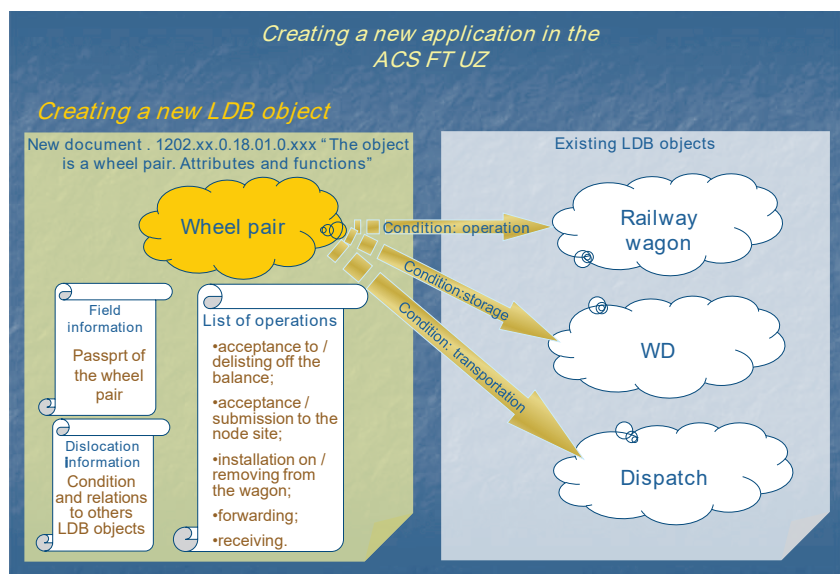 Creating a new application in the
ACS FT UZ
Creating a new LDB object
New document . 1202.xx.0.18.01.0.xxx “ The object
is a wheel pair. Attributes and functions”
Wheel pair
Field
information
Passprt of
the wheel
pair
Dislocation
information
Condition
and relations
to others
LDB objects
List of operations
•acceptance to /
delisting off the
balance;
•acceptance /
submission to the
node site;
•installation on /
removing from
the wagon;
•forwarding;
•receiving.
Condition: operation
Condition:storage
Condition: transportation
Existing LDB objects
Railway
wagon
WD
Dispatch